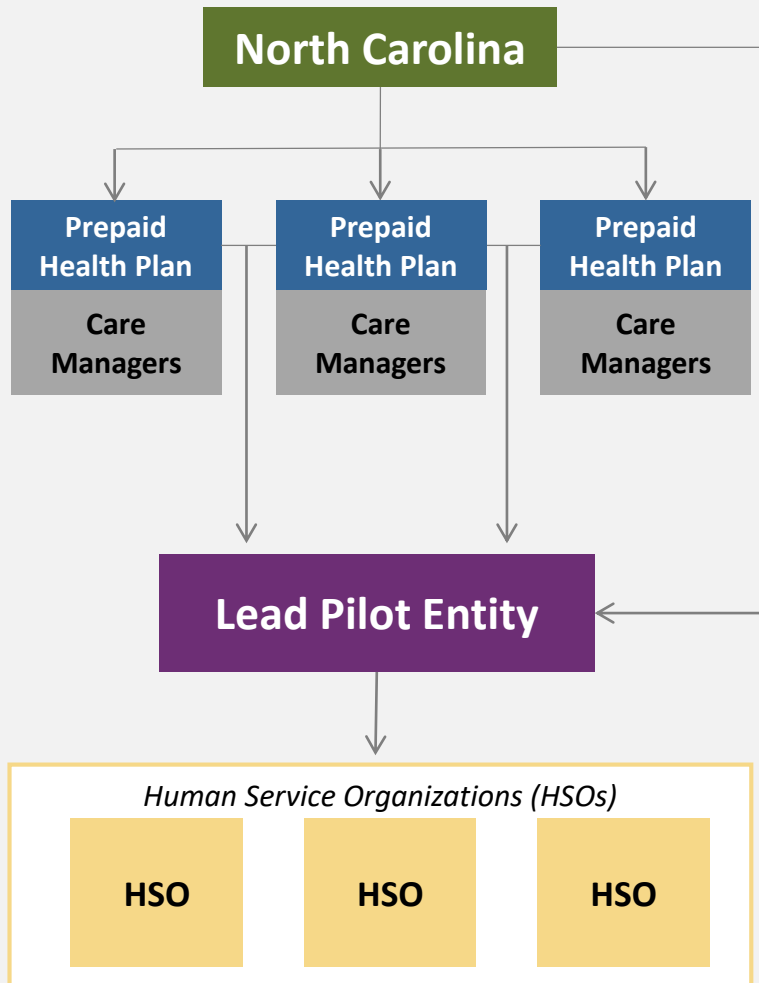 North Carolina
Prepaid
Health Plan
Care
Managers
Prepaid
Health Plan
Care
Managers
Prepaid
Health Plan
Care
Managers
Lead Pilot Entity
Human Service Organizations (HSOs)
HSO
HSO
HSO